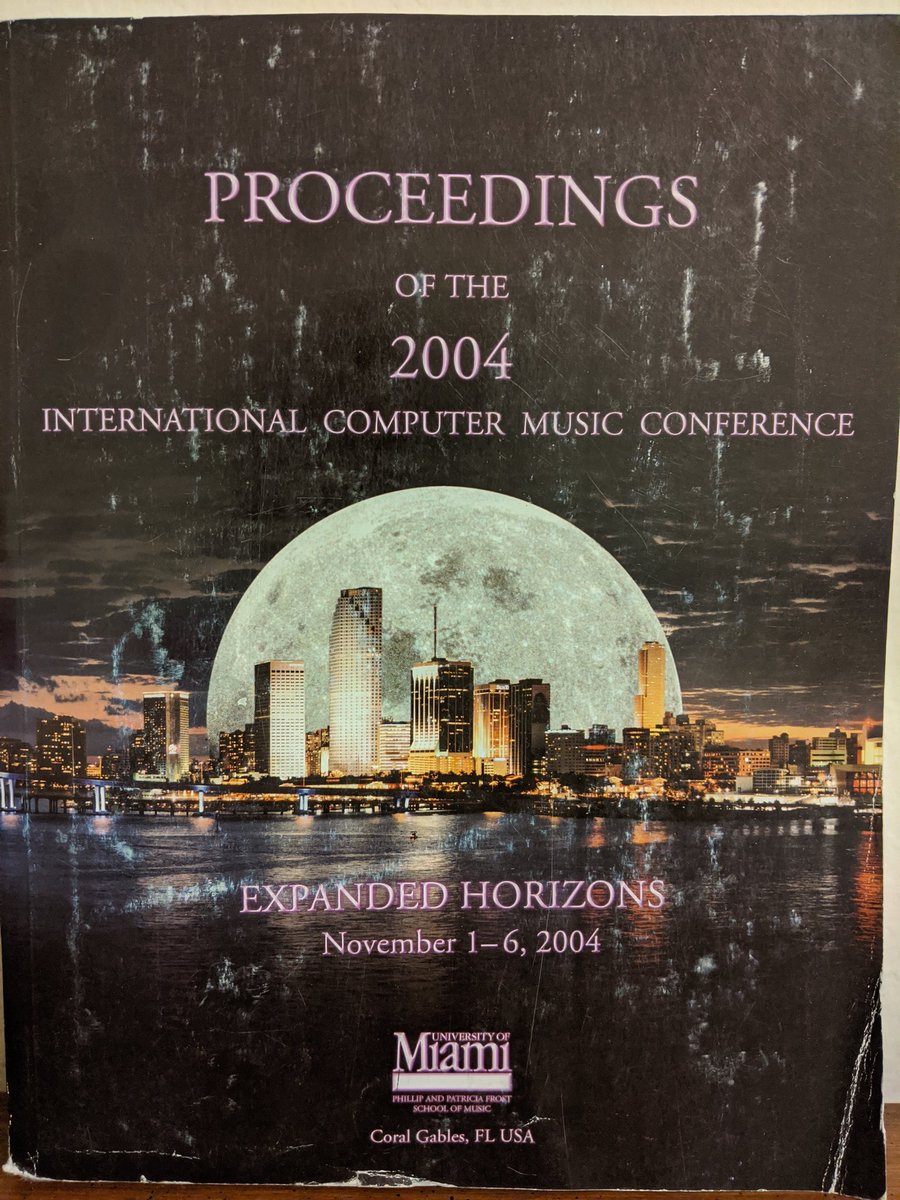 PROCEEDINGS
OF THE
2004
INTERNATIONAL COMPUTER MUSIC CONFERENCE
EXPANDED HORIZONS
November 1–6, 2004
UNIVERSITY OF
Miami
PHILLIP AND PATRICIA FROST
SCHOOL OF MUSIC
Coral Gables, FL USA